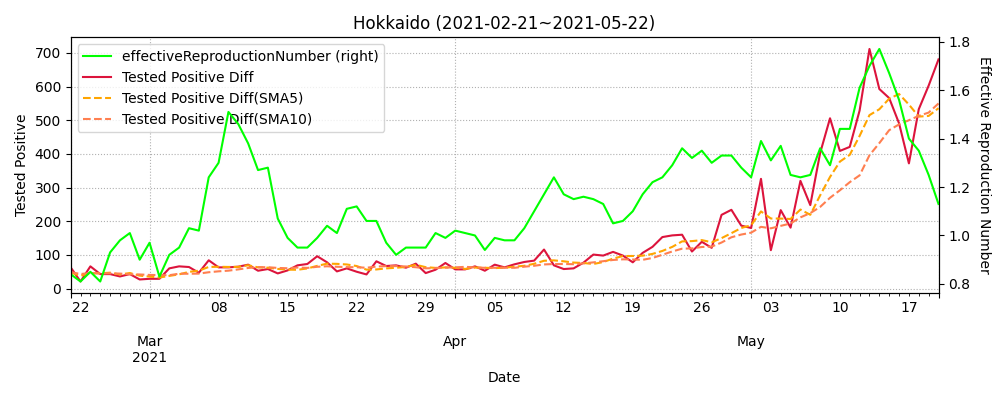 Hokkaido (2021-02-21~2021-05-22)
effectiveReproductionNumber (right)
Tested Positive Diff
Tested Positive Diff(SMA5)
Tested Positive Diff(SMA10)
Tested Positive
700
600
500
400
300
200
100
0
1.8
1.6
1.4
1.2
1.0
0.8
Effective Reproduction Number
22 08 15 22 29 05 12 19 26 03 10 17
Mar Apr May
2021
Date